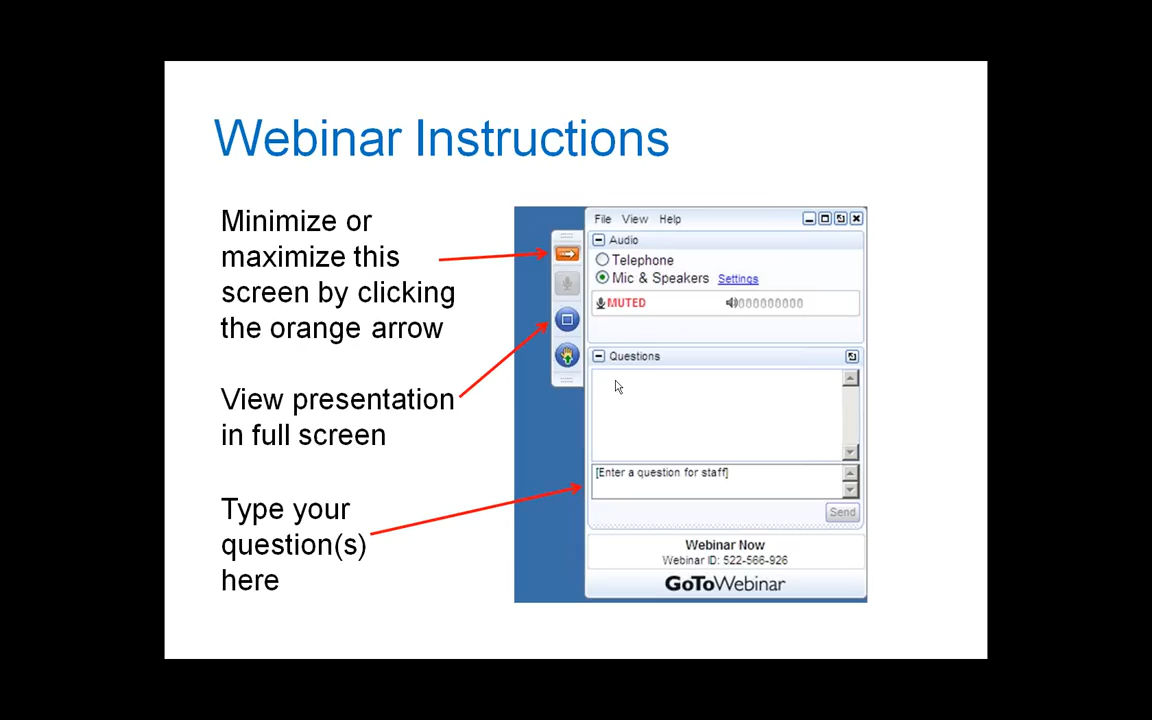 Webinar Instructions
Minimize or
maximize this
screen by clicking
the orange arrow
View presentation
in full screen
Type your
question(s)
here
File View Help
Audio
Telephone
Mic & Speakers Settings
MUTED 000000000
Questions
[Enter a question for staff]
Send
Webinar Now
Webinar ID: 522-566-926
GoToWebinar